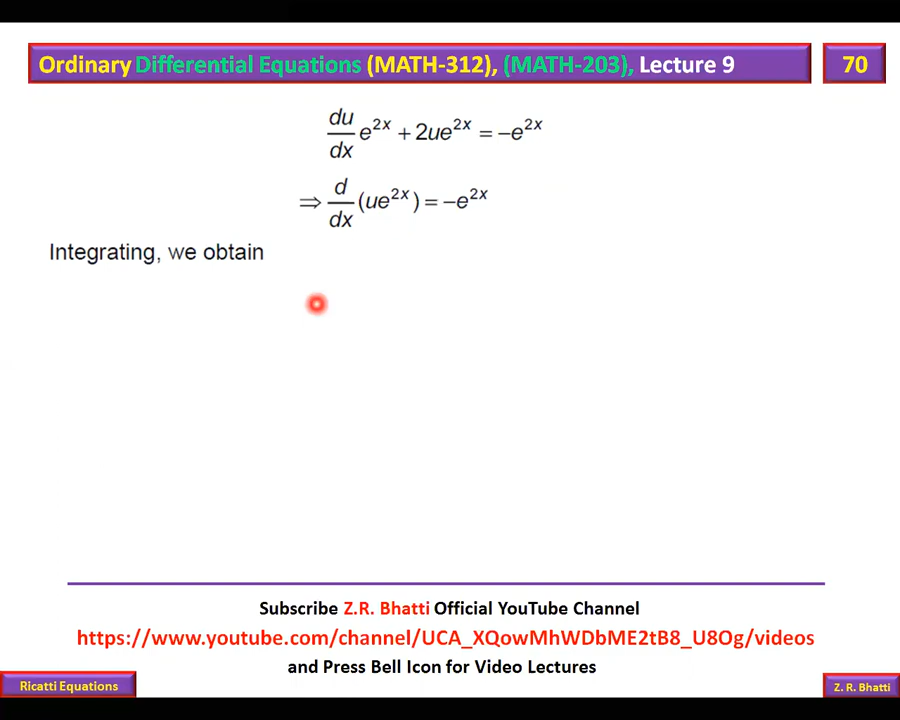 Ordinary Differential Equations (MATH-312), (MATH-203), Lecture 9
70
du/dx e^{2x} + 2ue^{2x} = −e^{2x}
⇒ d/dx (ue^{2x}) = −e^{2x}
Integrating, we obtain
Subscribe Z.R. Bhatti Official YouTube Channel
https://www.youtube.com/channel/UCA_XQowMhWDbME2tB8_U8Og/videos
and Press Bell Icon for Video Lectures
Ricatti Equations
Z. R. Bhatti